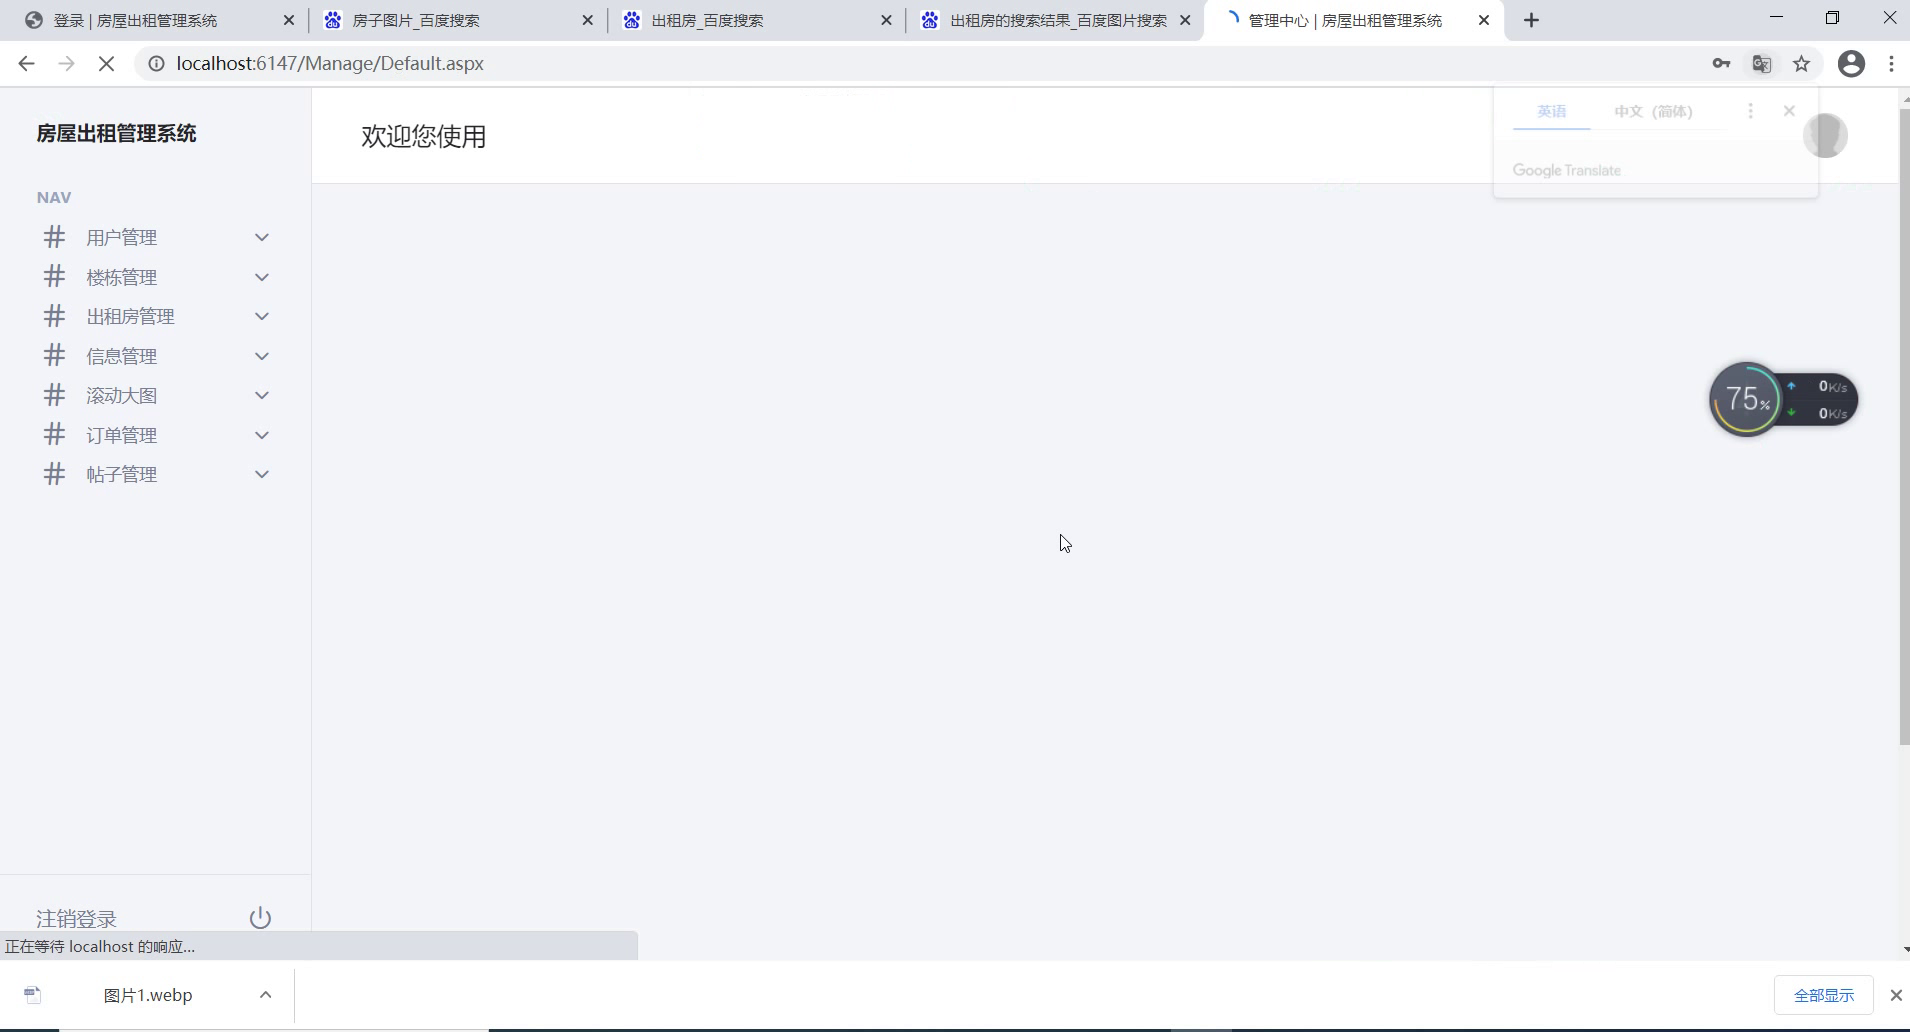 登录 | 房屋出租管理系统
房子图片_百度搜索
出租房_百度搜索
出租房的搜索结果_百度图片搜索
管理中心 | 房屋出租管理系统
localhost:6147/Manage/Default.aspx
房屋出租管理系统
欢迎您使用
英语
中文（简体）
Google Translate
NAV
用户管理
楼栋管理
出租房管理
信息管理
滚动大图
订单管理
帖子管理
75%
0K/s
0K/s
注销登录
正在等待 localhost 的响应...
图片1.webp
全部显示